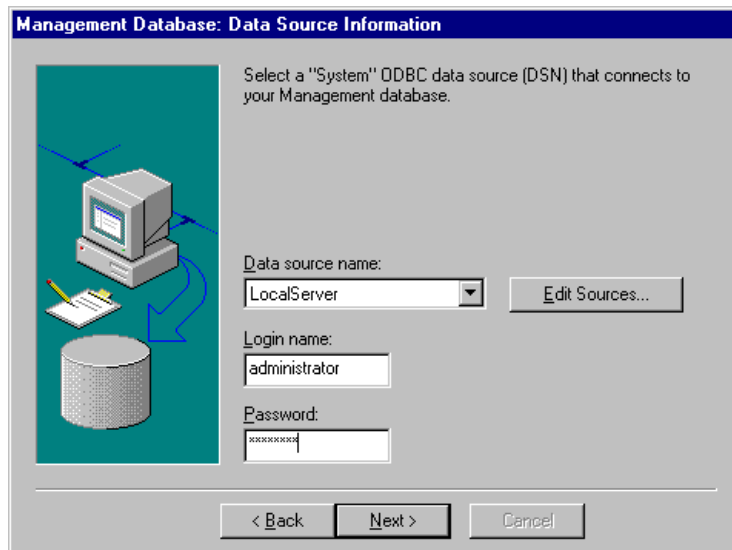 Management Database: Data Source Information
Select a "System" ODBC data source (DSN) that connects to
your Management database.
Data source name:
LocalServer
Edit Sources...
Login name:
administrator
Password:
********
< Back
Next >
Cancel